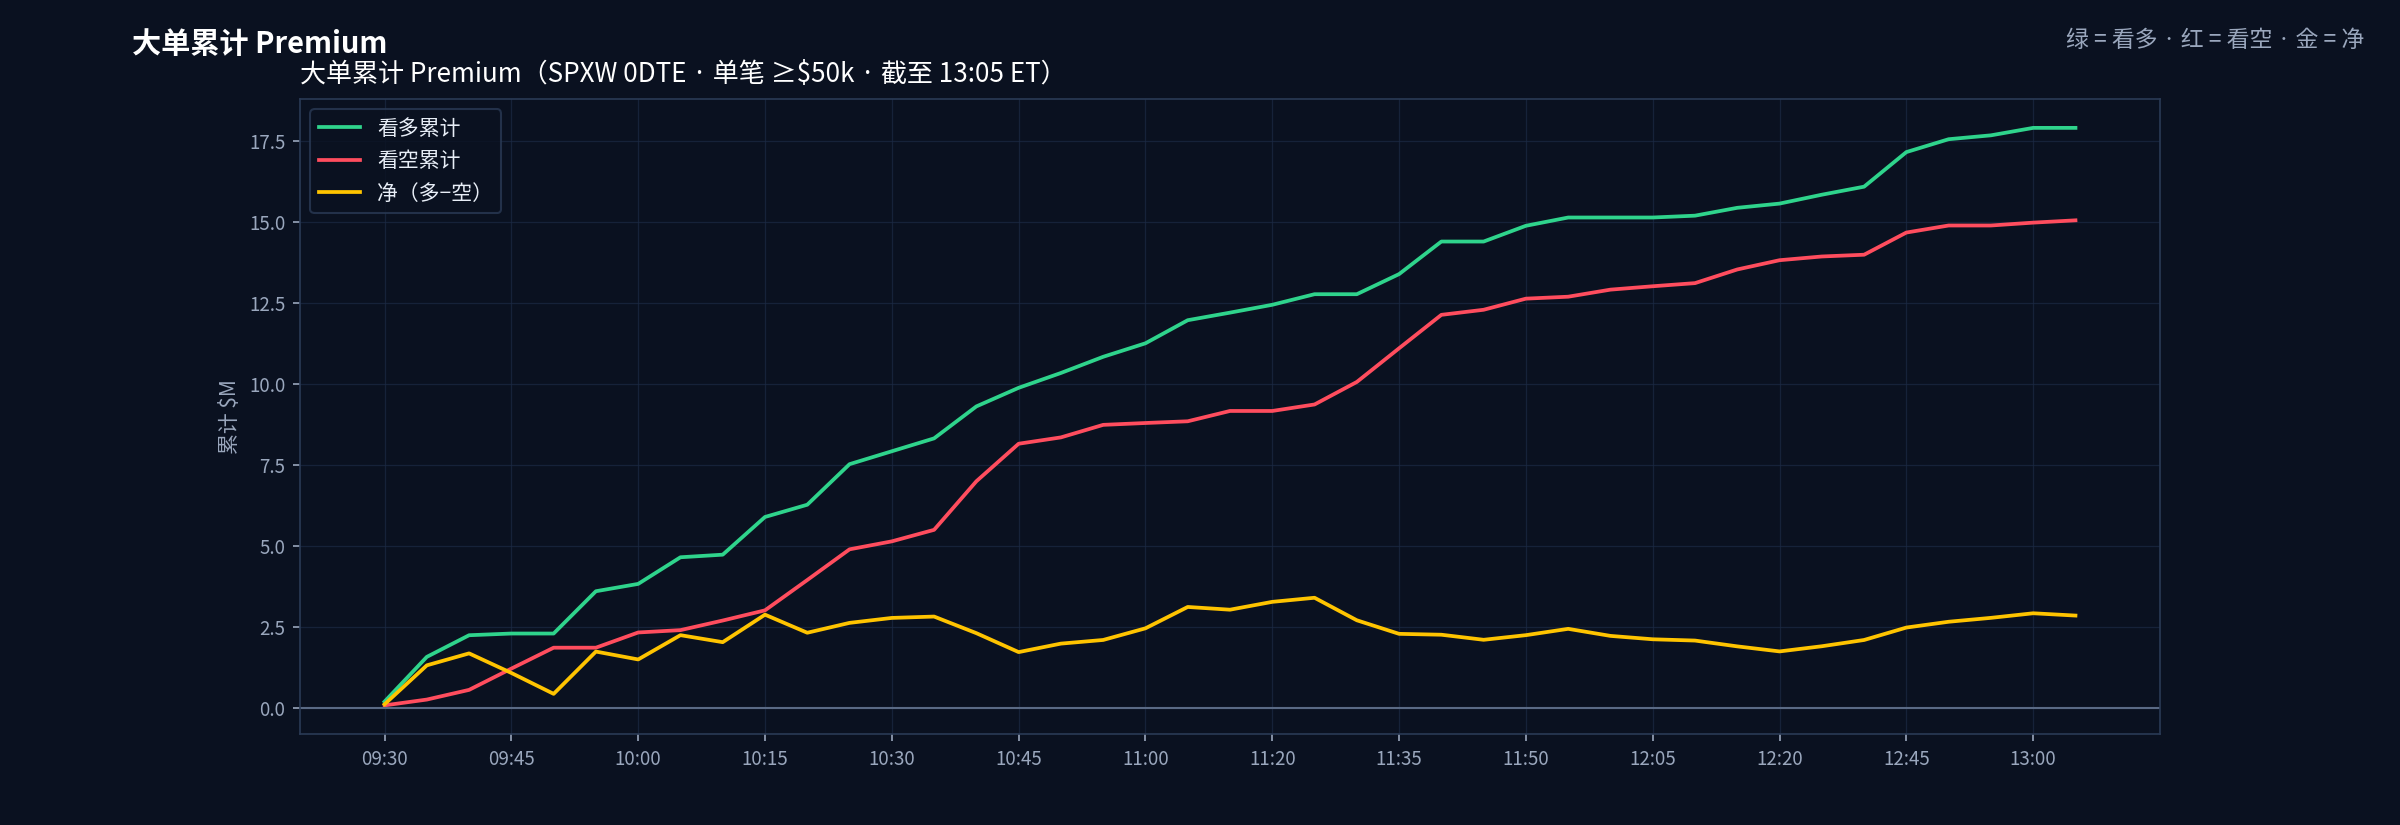 大单累计 Premium
绿 = 看多 · 红 = 看空 · 金 = 净
大单累计 Premium（SPXW 0DTE · 单笔 ≥$50k · 截至 13:05 ET）
看多累计
看空累计
净（多−空）
累计 $M
17.5
15.0
12.5
10.0
7.5
5.0
2.5
0.0
09:30 09:45 10:00 10:15 10:30 10:45 11:00 11:20 11:35 11:50 12:05 12:20 12:45 13:00